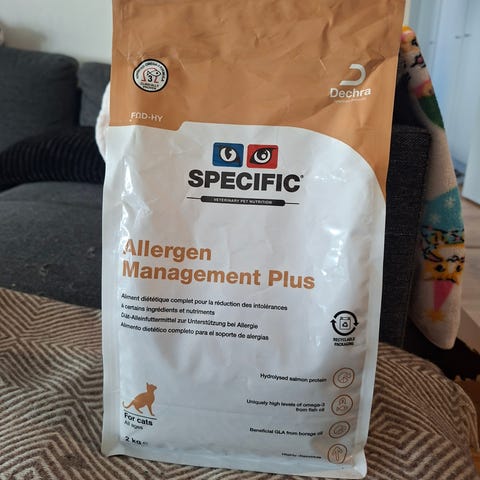 3
Dechra
FOD-HY
SPECIFIC
VETERINARY PET NUTRITION
Allergen
Management Plus
Aliment diététique complet pour la réduction des intolérances
à certains ingrédients et nutriments
Diät-Alleinfuttermittel zur Unterstützung bei Allergie
Alimento dietético completo para el soporte de alergias
RECYCLABLE
PACKAGING
Hydrolysed salmon protein
Uniquely high levels of omega-3
from fish oil
Beneficial GLA from borage oil
For cats
All ages
2 kg e